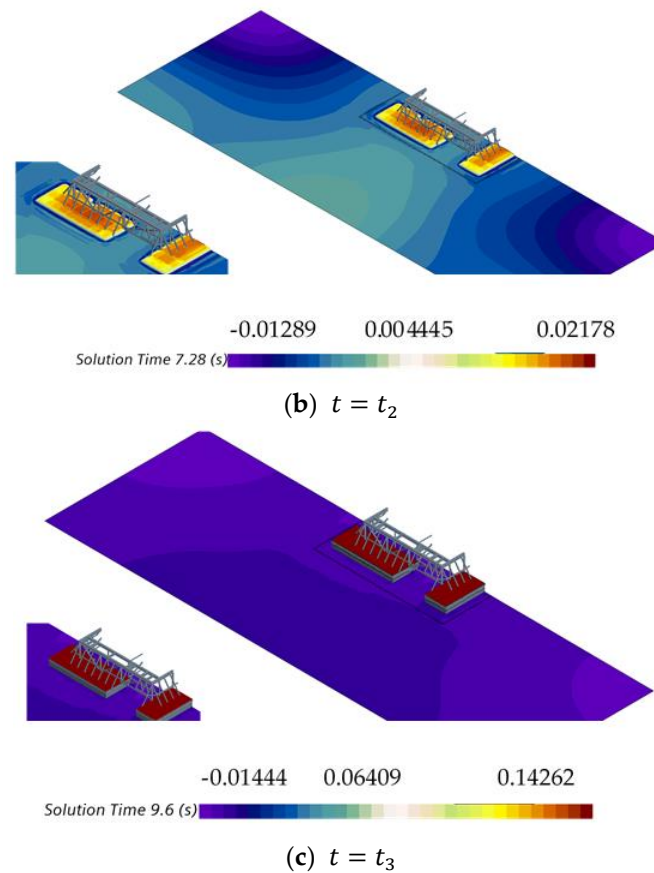 -0.01289 0.004445 0.02178
Solution Time 7.28 (s)
(b) t = t₂
-0.01444 0.06409 0.14262
Solution Time 9.6 (s)
(c) t = t₃